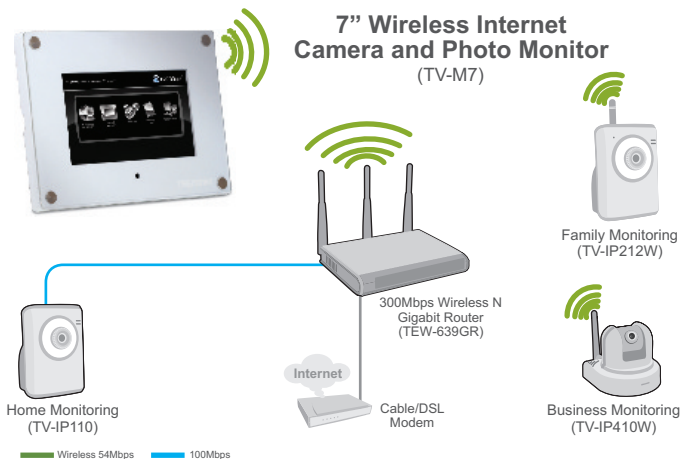 7” Wireless Internet
Camera and Photo Monitor
(TV-M7)
Family Monitoring
(TV-IP212W)
300Mbps Wireless N
Gigabit Router
(TEW-639GR)
Internet
Home Monitoring
(TV-IP110)
Cable/DSL
Modem
Business Monitoring
(TV-IP410W)
Wireless 54Mbps
100Mbps